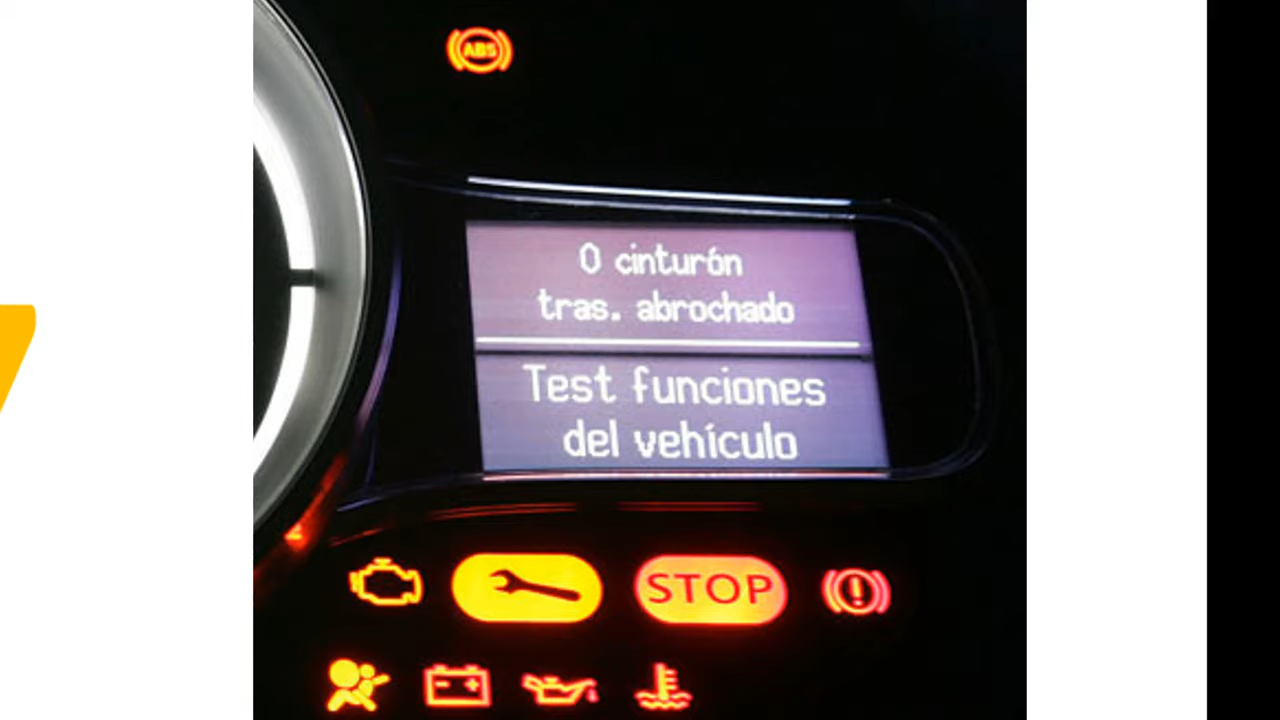 ABS
0 cinturón
tras. abrochado
Test funciones
del vehículo
STOP